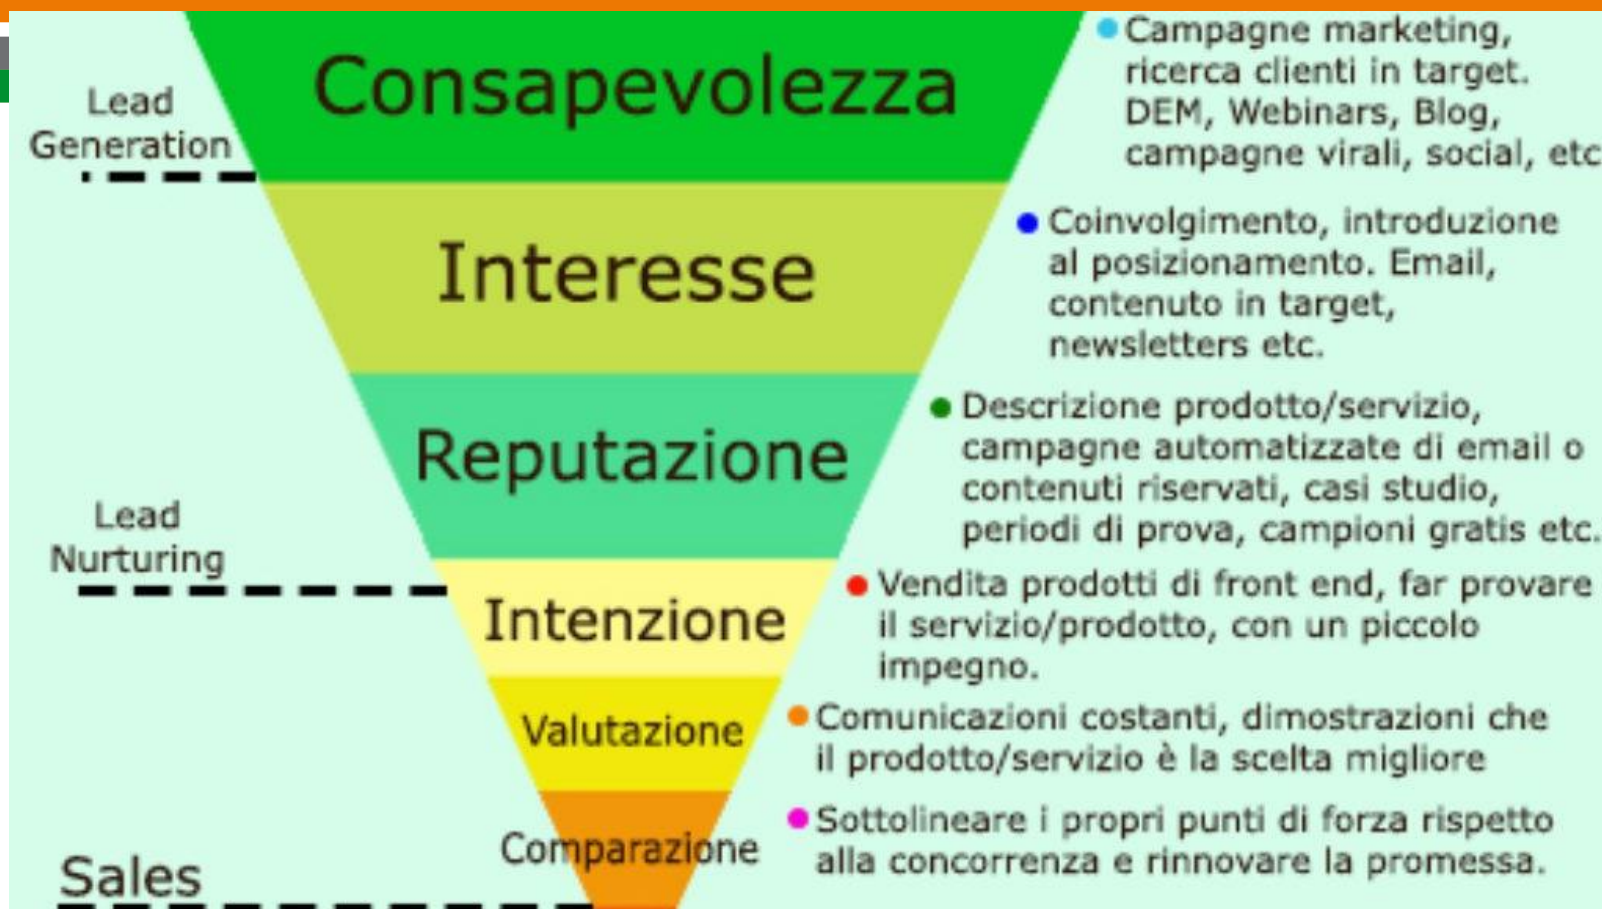 Consapevolezza
Campagne marketing,
ricerca clienti in target.
DEM, Webinars, Blog,
campagne virali, social, etc
Lead
Generation
Interesse
Coinvolgimento, introduzione
al posizionamento. Email,
contenuto in target,
newsletters etc.
Reputazione
Descrizione prodotto/servizio,
campagne automatizzate di email o
contenuti riservati, casi studio,
periodi di prova, campioni gratis etc.
Lead
Nurturing
Intenzione
Vendita prodotti di front end, far provare
il servizio/prodotto, con un piccolo
impegno.
Valutazione
Comunicazioni costanti, dimostrazioni che
il prodotto/servizio è la scelta migliore
Comparazione
Sottolineare i propri punti di forza rispetto
alla concorrenza e rinnovare la promessa.
Sales